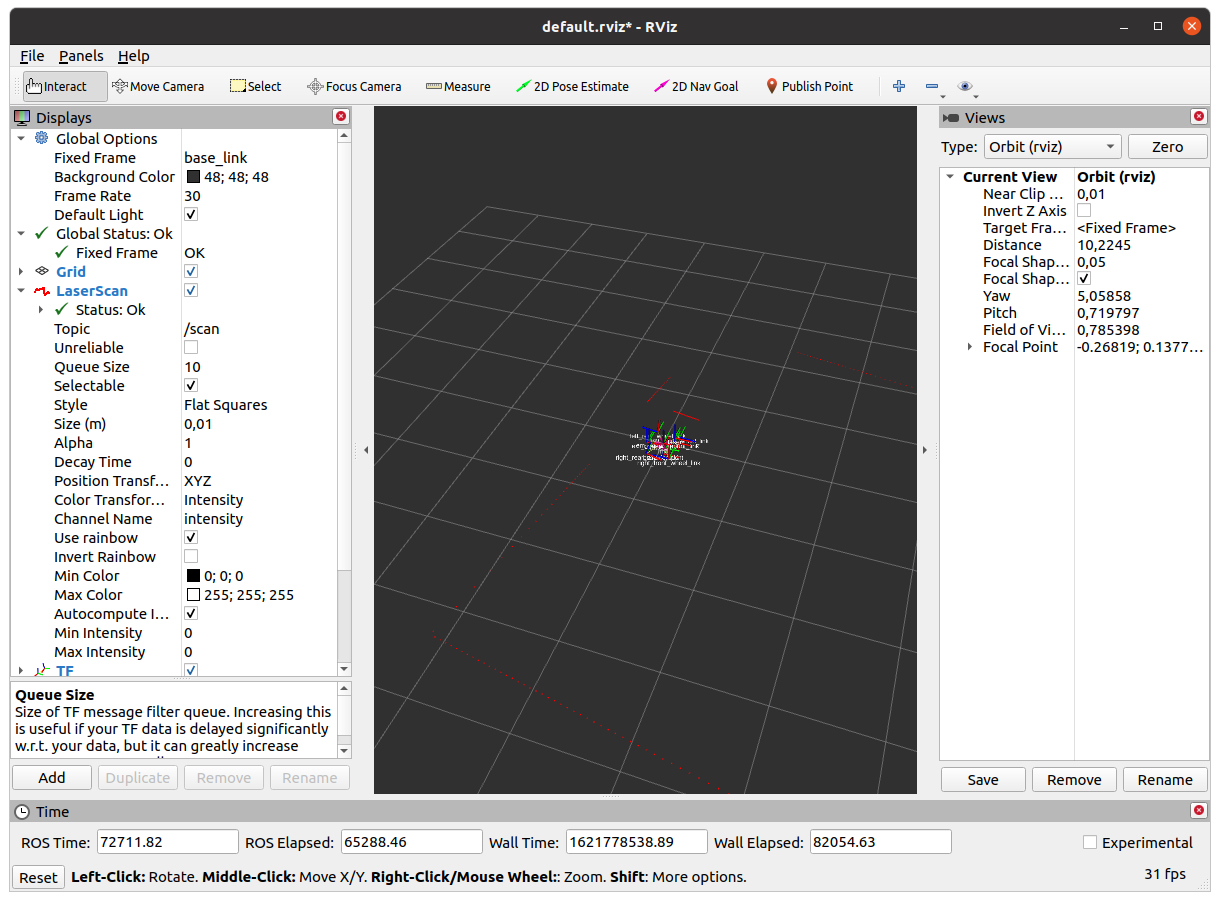 default.rviz* - RViz
File Panels Help
Interact Move Camera Select Focus Camera Measure 2D Pose Estimate 2D Nav Goal Publish Point
Displays
Global Options
Fixed Frame base_link
Background Color 48; 48; 48
Frame Rate 30
Default Light
Global Status: Ok
Fixed Frame OK
Grid
LaserScan
Status: Ok
Topic /scan
Unreliable
Queue Size 10
Selectable
Style Flat Squares
Size (m) 0,01
Alpha 1
Decay Time 0
Position Transf... XYZ
Color Transfor... Intensity
Channel Name intensity
Use rainbow
Invert Rainbow
Min Color 0; 0; 0
Max Color 255; 255; 255
Autocompute I...
Min Intensity 0
Max Intensity 0
TF
Queue Size
Size of TF message filter queue. Increasing this
is useful if your TF data is delayed significantly
w.r.t. your data, but it can greatly increase
Add Duplicate Remove Rename
right_front_wheel_link
Views
Type: Orbit (rviz) Zero
Current View Orbit (rviz)
Near Clip ... 0,01
Invert Z Axis
Target Fra... <Fixed Frame>
Distance 10,2245
Focal Shap... 0,05
Focal Shap...
Yaw 5,05858
Pitch 0,719797
Field of Vi... 0,785398
Focal Point -0.26819; 0.1377...
Save Remove Rename
Time
ROS Time: 72711.82 ROS Elapsed: 65288.46 Wall Time: 1621778538.89 Wall Elapsed: 82054.63 Experimental
Reset Left-Click: Rotate. Middle-Click: Move X/Y. Right-Click/Mouse Wheel:: Zoom. Shift: More options. 31 fps